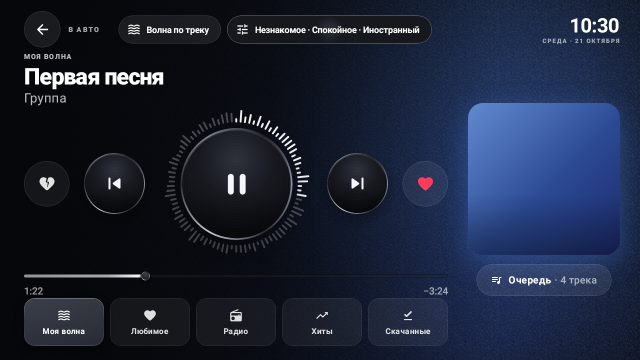 В АВТО
Волна по треку
Незнакомое · Спокойное · Иностранный
10:30
СРЕДА · 21 ОКТЯБРЯ
МОЯ ВОЛНА
Первая песня
Группа
Очередь · 4 трека
1:22
−3:24
Моя волна
Любимое
Радио
Хиты
Скачанные